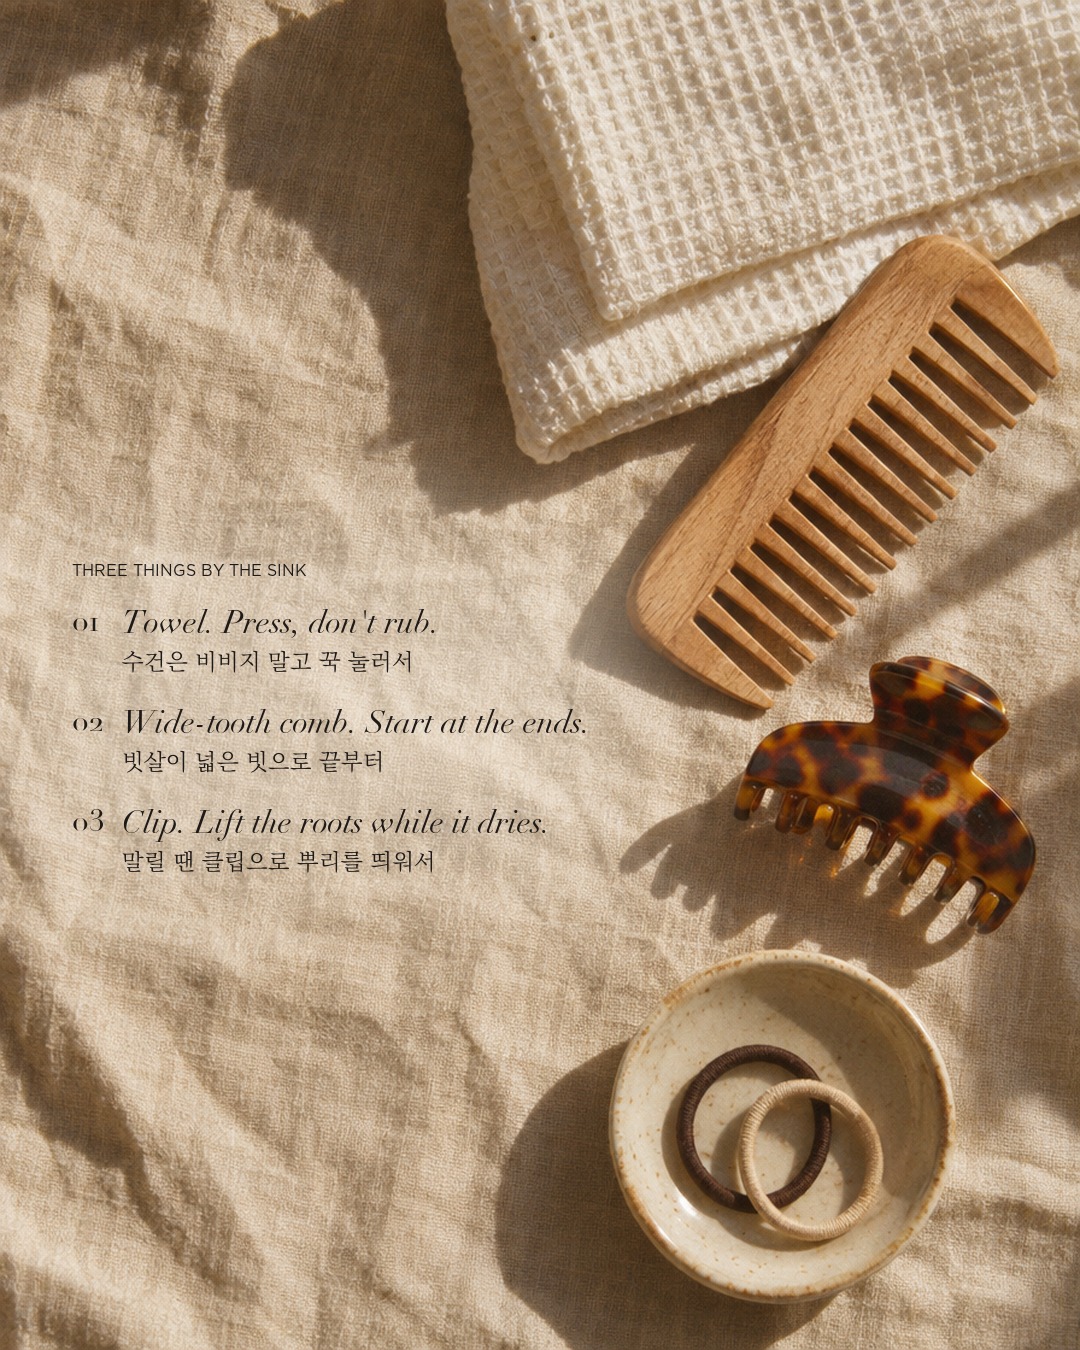 THREE THINGS BY THE SINK
01 Towel. Press, don't rub.
수건은 비비지 말고 꾹 눌러서
02 Wide-tooth comb. Start at the ends.
빗살이 넓은 빗으로 끝부터
03 Clip. Lift the roots while it dries.
말릴 땐 클립으로 뿌리를 띄워서